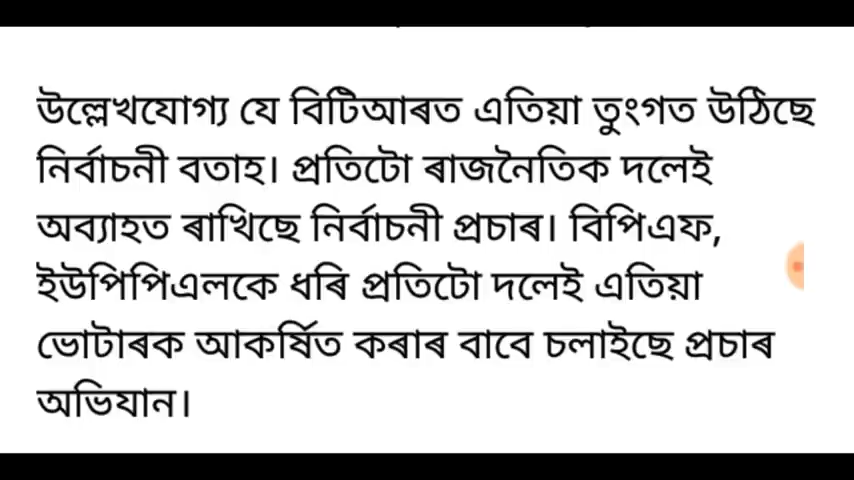 উল্লেখযোগ্য যে বিটিআৰত এতিয়া তুংগত উঠিছে
নিৰ্বাচনী বতাহ। প্ৰতিটো ৰাজনৈতিক দলেই
অব্যাহত ৰাখিছে নিৰ্বাচনী প্ৰচাৰ। বিপিএফ,
ইউপিপিএলকে ধৰি প্ৰতিটো দলেই এতিয়া
ভোটাৰক আকৰ্ষিত কৰাৰ বাবে চলাইছে প্ৰচাৰ
অভিযান।